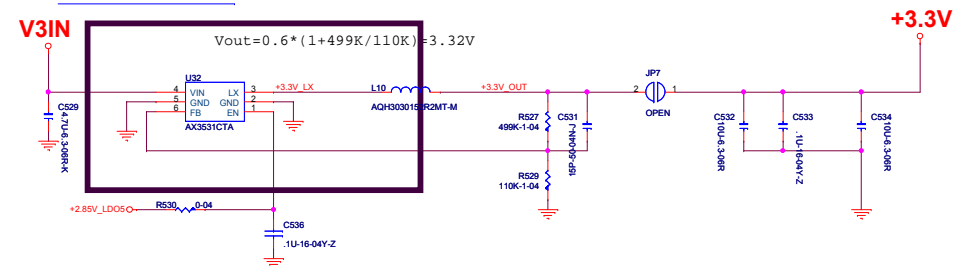 +3.3V
V3IN
Vout=0.6*(1+499K/110K)=3.32V
U32
4 VIN LX 3
5 GND GND 2
6 FB EN 1
AX3531CTA
+3.3V_LX
L10
+3.3V_OUT
JP7
2 1
OPEN
C529
4.7U-6.3-06R-K
R527
499K-1-04
C531
15P-50-04N-J
C532
10U-6.3-06R
C533
.1U-16-04Y-Z
C534
10U-6.3-06R
R529
110K-1-04
+2.85V_LDO5
R530
0-04
C536
.1U-16-04Y-Z